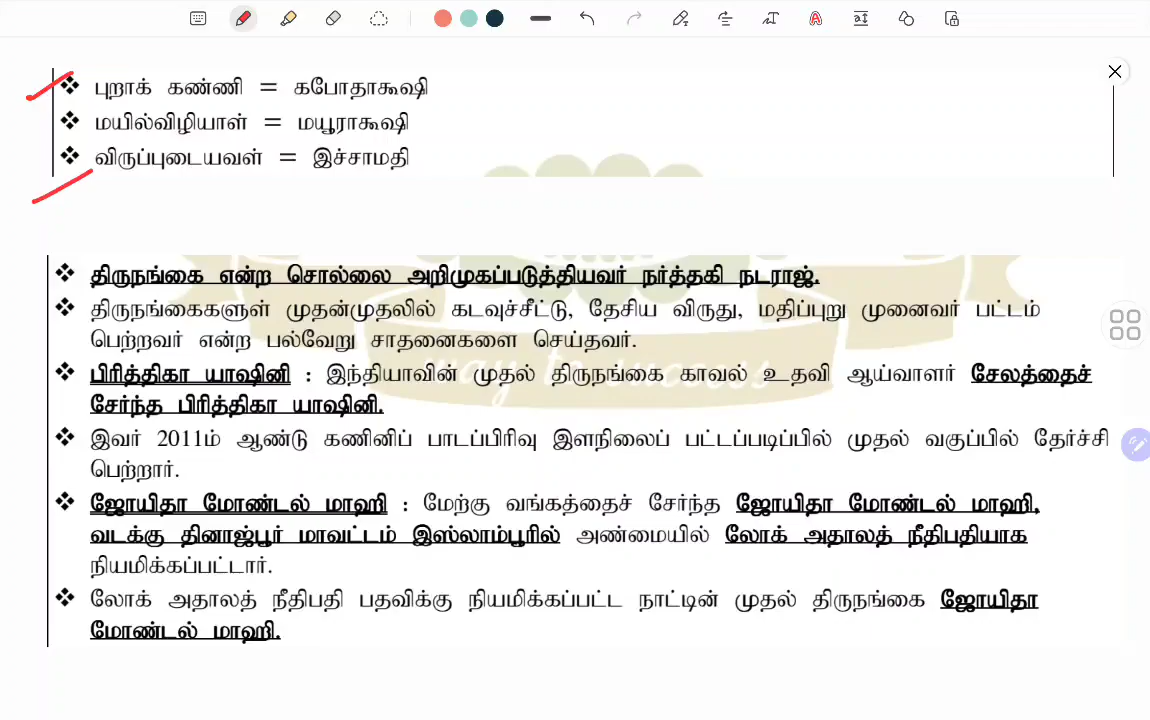 ❖ புறாக் கண்ணி = கபோதாக்ஷி
❖ மயில்விழியாள் = மயூராக்ஷி
❖ விருப்புடையவள் = இச்சாமதி
❖ திருநங்கை என்ற சொல்லை அறிமுகப்படுத்தியவர் நர்த்தகி நடராஜ்.
❖ திருநங்கைகளுள் முதன்முதலில் கடவுச்சீட்டு, தேசிய விருது, மதிப்புறு முனைவர் பட்டம்
பெற்றவர் என்ற பல்வேறு சாதனைகளை செய்தவர்.
way to success
❖ பிரித்திகா யாஷினி : இந்தியாவின் முதல் திருநங்கை காவல் உதவி ஆய்வாளர் சேலத்தைச்
சேர்ந்த பிரித்திகா யாஷினி.
❖ இவர் 2011ம் ஆண்டு கணினிப் பாடப்பிரிவு இளநிலைப் பட்டப்படிப்பில் முதல் வகுப்பில் தேர்ச்சி
பெற்றார்.
❖ ஜோயிதா மோண்டல் மாஹி : மேற்கு வங்கத்தைச் சேர்ந்த ஜோயிதா மோண்டல் மாஹி,
வடக்கு தினாஜ்பூர் மாவட்டம் இஸ்லாம்பூரில் அண்மையில் லோக் அதாலத் நீதிபதியாக
நியமிக்கப்பட்டார்.
❖ லோக் அதாலத் நீதிபதி பதவிக்கு நியமிக்கப்பட்ட நாட்டின் முதல் திருநங்கை ஜோயிதா
மோண்டல் மாஹி.